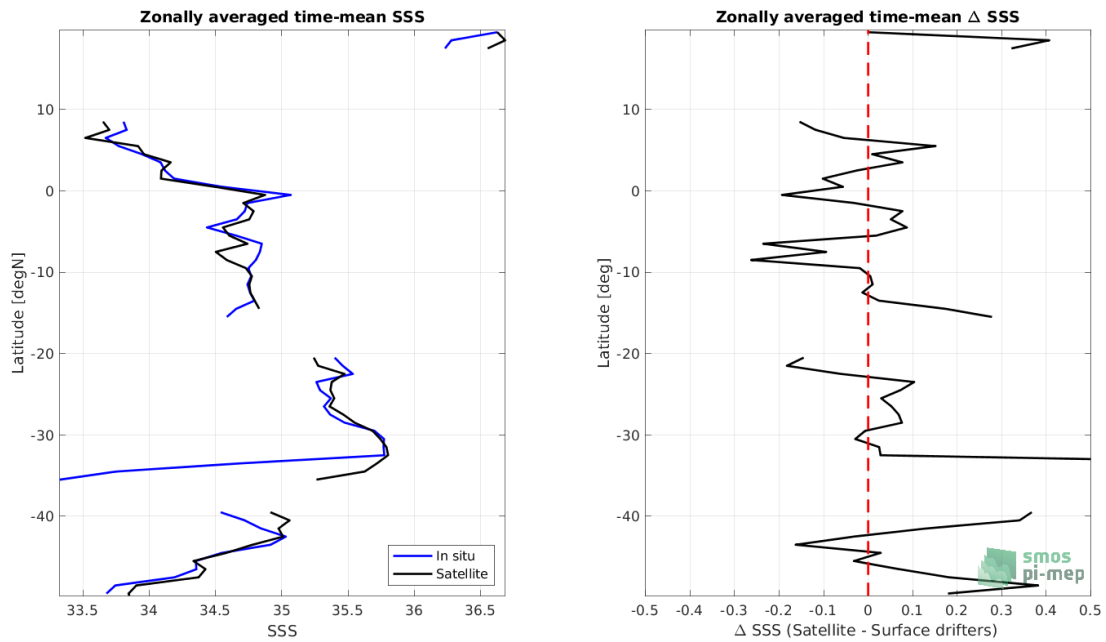 Zonally averaged time-mean SSS
10
0
-10
-20
-30
-40
Latitude [degN]
33.5 34 34.5 35 35.5 36 36.5
SSS
In situ
Satellite
Zonally averaged time-mean Δ SSS
10
0
-10
-20
-30
-40
Latitude [deg]
-0.5 -0.4 -0.3 -0.2 -0.1 0 0.1 0.2 0.3 0.4 0.5
Δ SSS (Satellite - Surface drifters)
smos
pi-mep